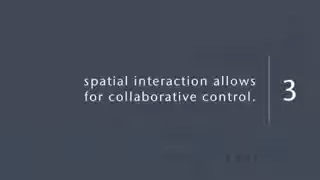 spatial interaction allows
for collaborative control.
3